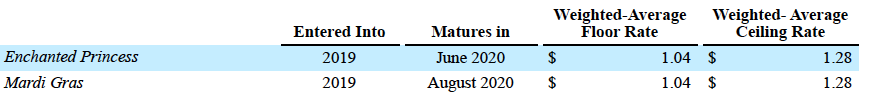 Entered Into Matures in Weighted-Average Floor Rate Weighted- Average Ceiling Rate
Enchanted Princess 2019 June 2020 $ 1.04 $ 1.28
Mardi Gras 2019 August 2020 $ 1.04 $ 1.28